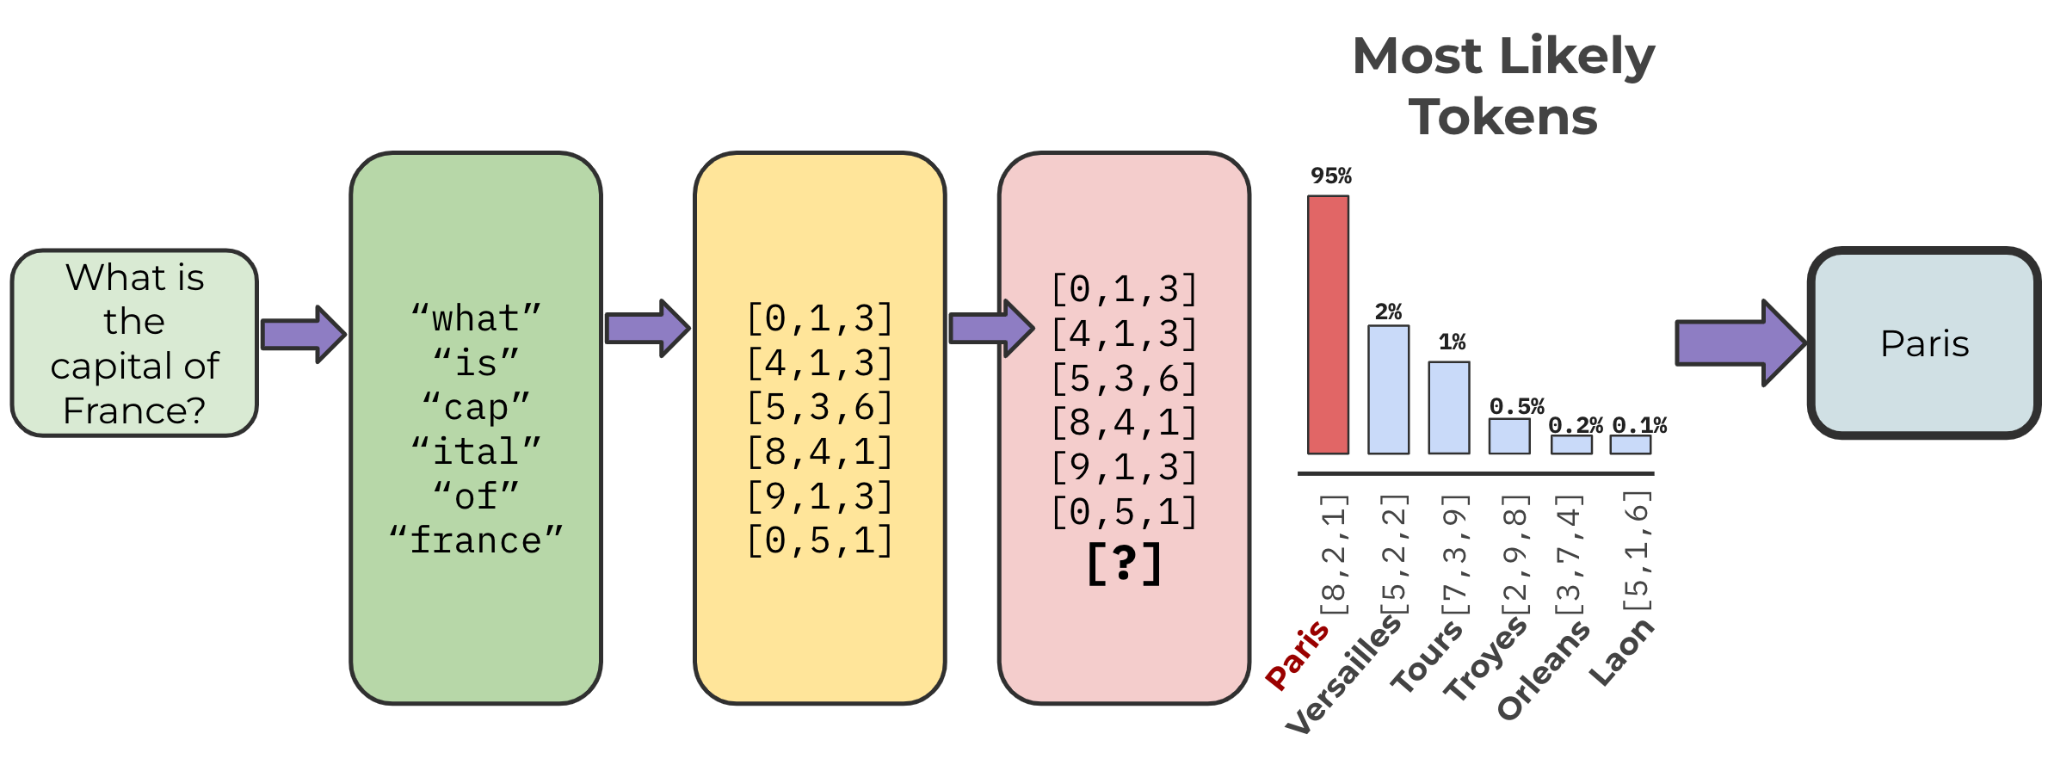 Most Likely
Tokens
What is
the
capital of
France?
“what”
“is”
“cap”
“ital”
“of”
“france”
[0,1,3]
[4,1,3]
[5,3,6]
[8,4,1]
[9,1,3]
[0,5,1]
[0,1,3]
[4,1,3]
[5,3,6]
[8,4,1]
[9,1,3]
[0,5,1]
[?]
95%
2%
1%
0.5%
0.2%
0.1%
Paris [8,2,1]
Versailles [5,2,2]
Tours [7,3,9]
Troyes [2,9,8]
Orleans [3,7,4]
Laon [5,1,6]
Paris